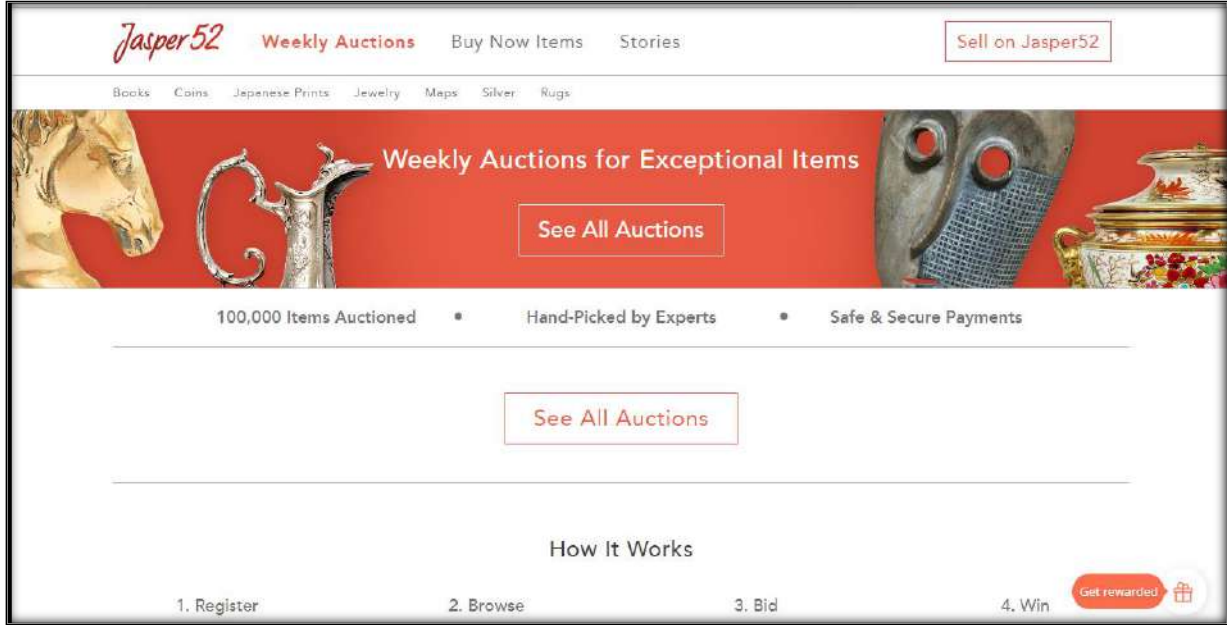 Jasper52 Weekly Auctions Buy Now Items Stories Sell on Jasper52
Books Coins Japanese Prints Jewelry Maps Silver Rugs
Weekly Auctions for Exceptional Items
See All Auctions
100,000 Items Auctioned • Hand-Picked by Experts • Safe & Secure Payments
See All Auctions
How It Works
1. Register 2. Browse 3. Bid 4. Win
Get rewarded